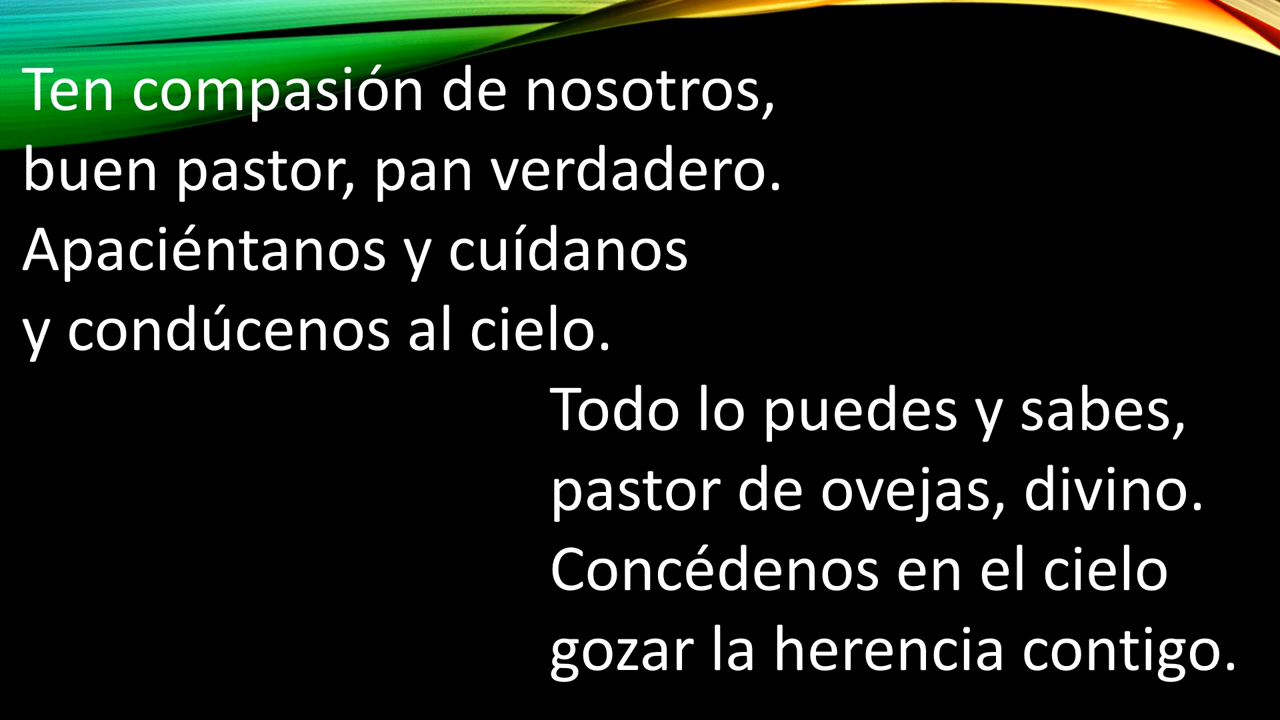 Ten compasión de nosotros,
buen pastor, pan verdadero.
Apaciéntanos y cuídanos
y condúcenos al cielo.
Todo lo puedes y sabes,
pastor de ovejas, divino.
Concédenos en el cielo
gozar la herencia contigo.